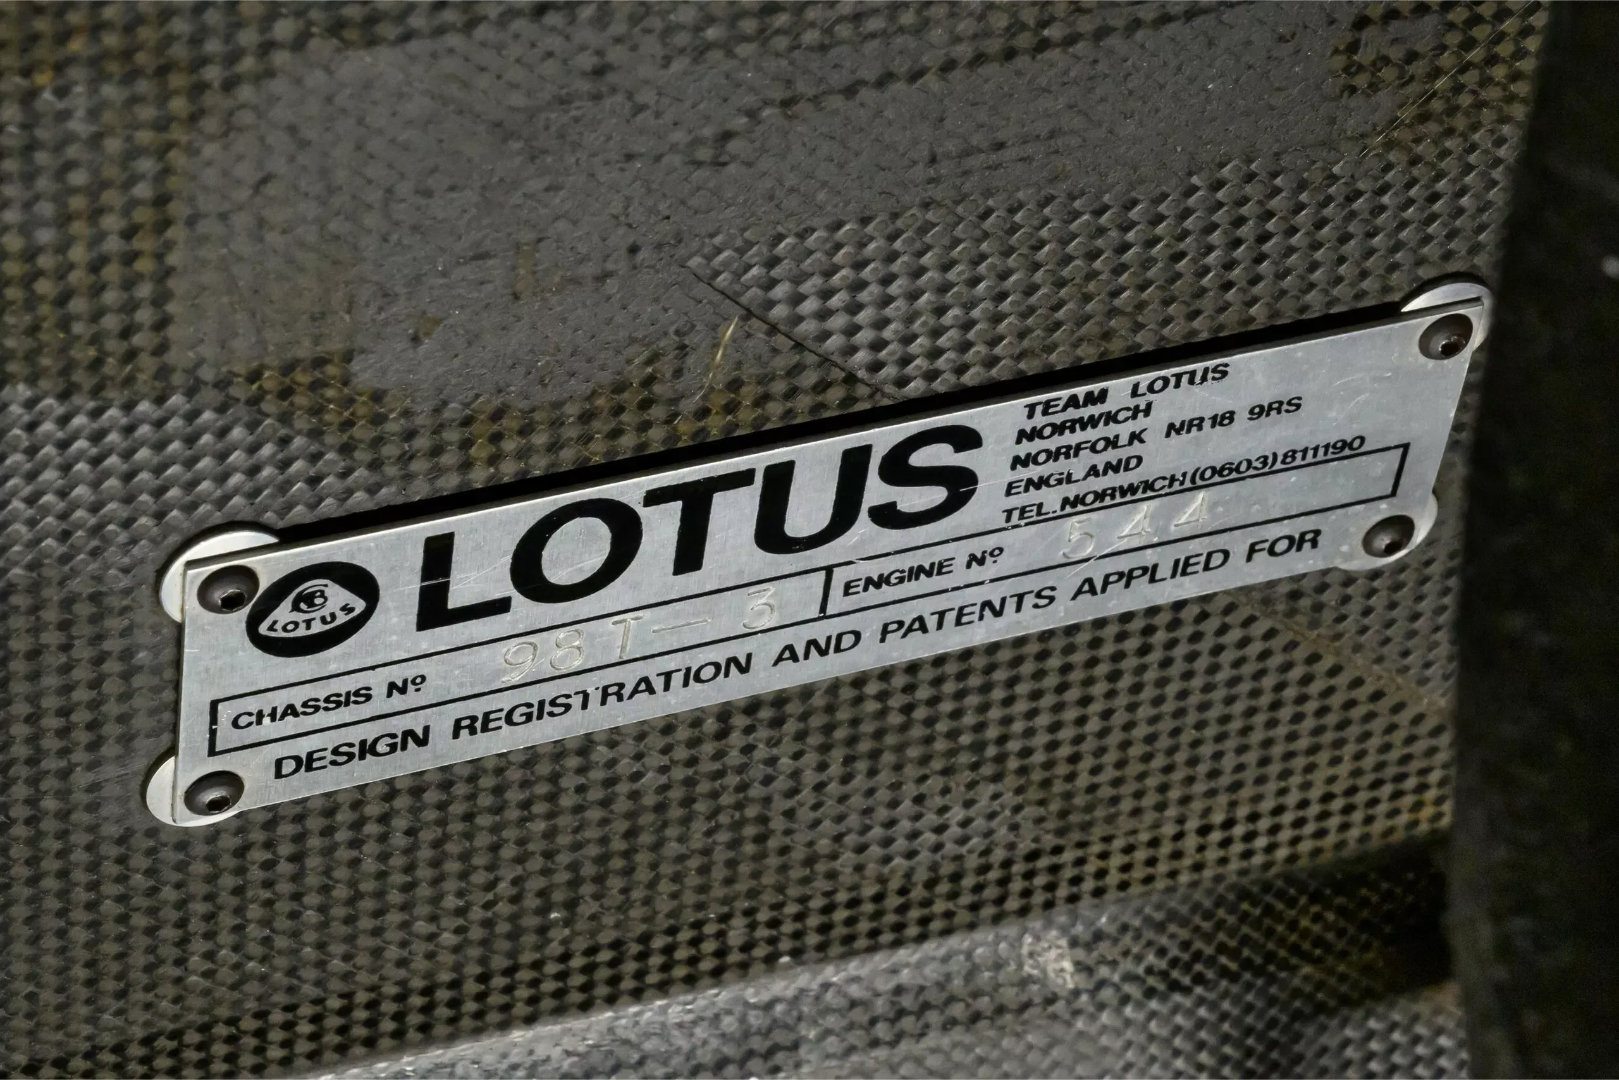 LOTUS
LOTUS
TEAM LOTUS
NORWICH
NORFOLK NR18 9RS
ENGLAND
TEL.NORWICH (0603) 811190
CHASSIS Nº 98T-3
ENGINE Nº 544
DESIGN REGISTRATION AND PATENTS APPLIED FOR